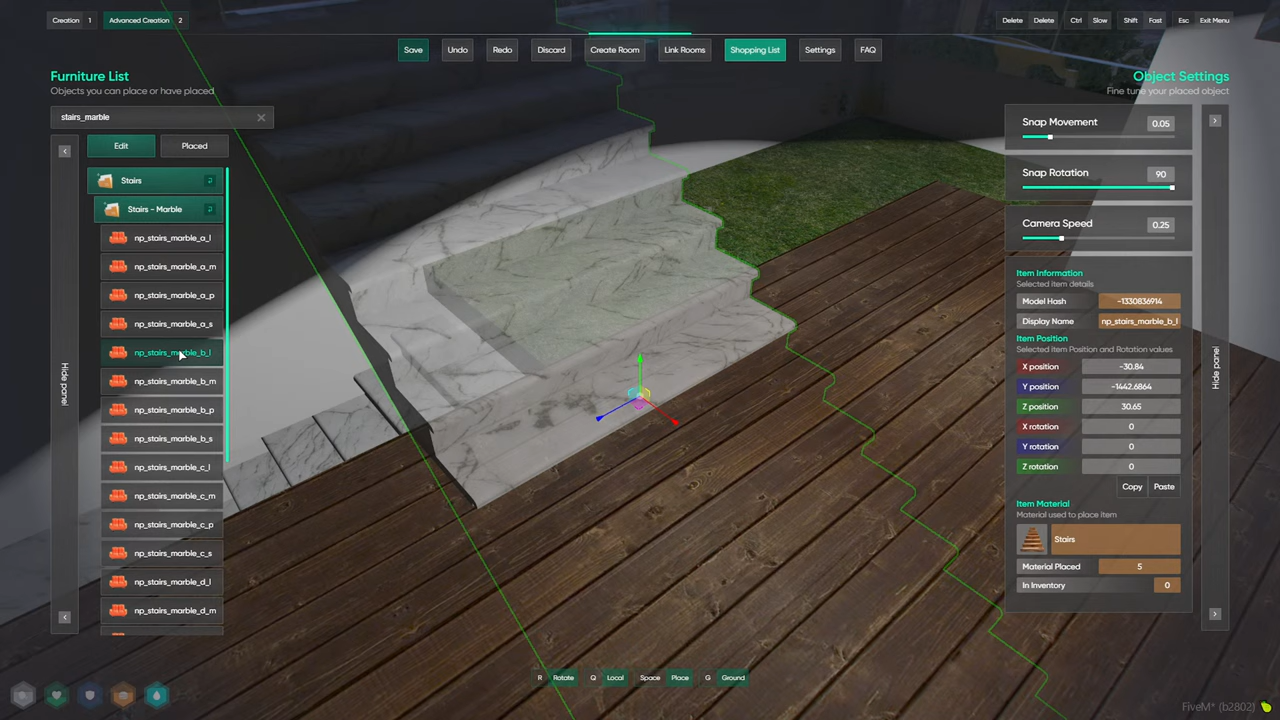 Creation 1 Advanced Creation 2
Delete Delete Ctrl Slow Shift Fast Esc Exit Menu
Save Undo Redo Discard Create Room Link Rooms Shopping List Settings FAQ
Furniture List
Objects you can place or have placed
stairs_marble
Edit Placed
Stairs
Stairs - Marble
np_stairs_marble_a_l
np_stairs_marble_a_m
np_stairs_marble_a_p
np_stairs_marble_a_s
np_stairs_marble_b_l
np_stairs_marble_b_m
np_stairs_marble_b_p
np_stairs_marble_b_s
np_stairs_marble_c_l
np_stairs_marble_c_m
np_stairs_marble_c_p
np_stairs_marble_c_s
np_stairs_marble_d_l
np_stairs_marble_d_m
Hide panel
Object Settings
Fine tune your placed object
Snap Movement 0.05
Snap Rotation 90
Camera Speed 0.25
Item Information
Selected item details
Model Hash -1330836914
Display Name np_stairs_marble_b_l
Item Position
Selected item Position and Rotation values
X position -30.84
Y position -1442.6864
Z position 30.65
X rotation 0
Y rotation 0
Z rotation 0
Copy Paste
Item Material
Material used to place item
Stairs
Material Placed 5
In Inventory 0
Hide panel
R Rotate Q Local Space Place G Ground
FiveM* (b2802)